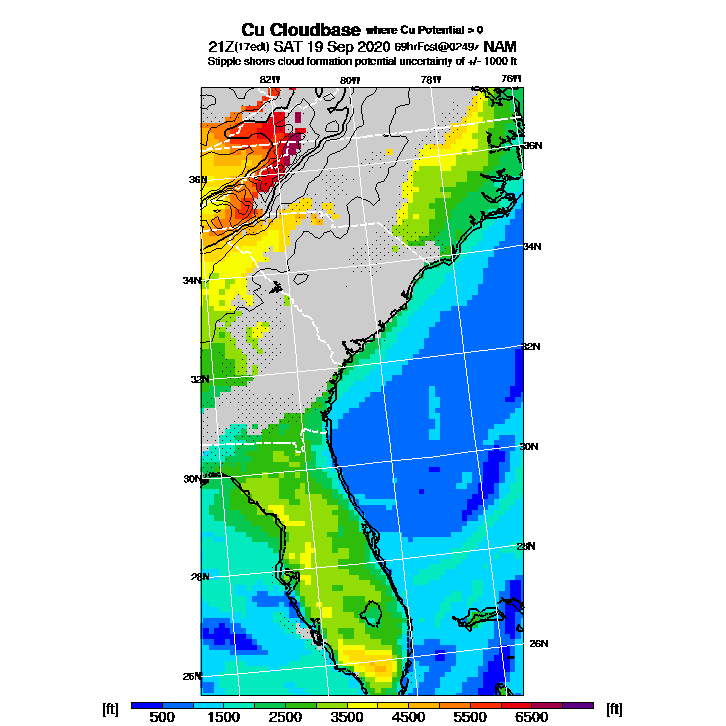 Cu Cloudbase where Cu Potential > 0
21Z(17edt) SAT 19 Sep 2020 69hrFcst@0249z NAM
Stipple shows cloud formation potential uncertainty of +/- 1000 ft
82W 80W 78W 76W
36N
36N
34N
34N
32N
32N
30N
30N
28N
28N
26N
26N
[ft] 500 1500 2500 3500 4500 5500 6500 [ft]